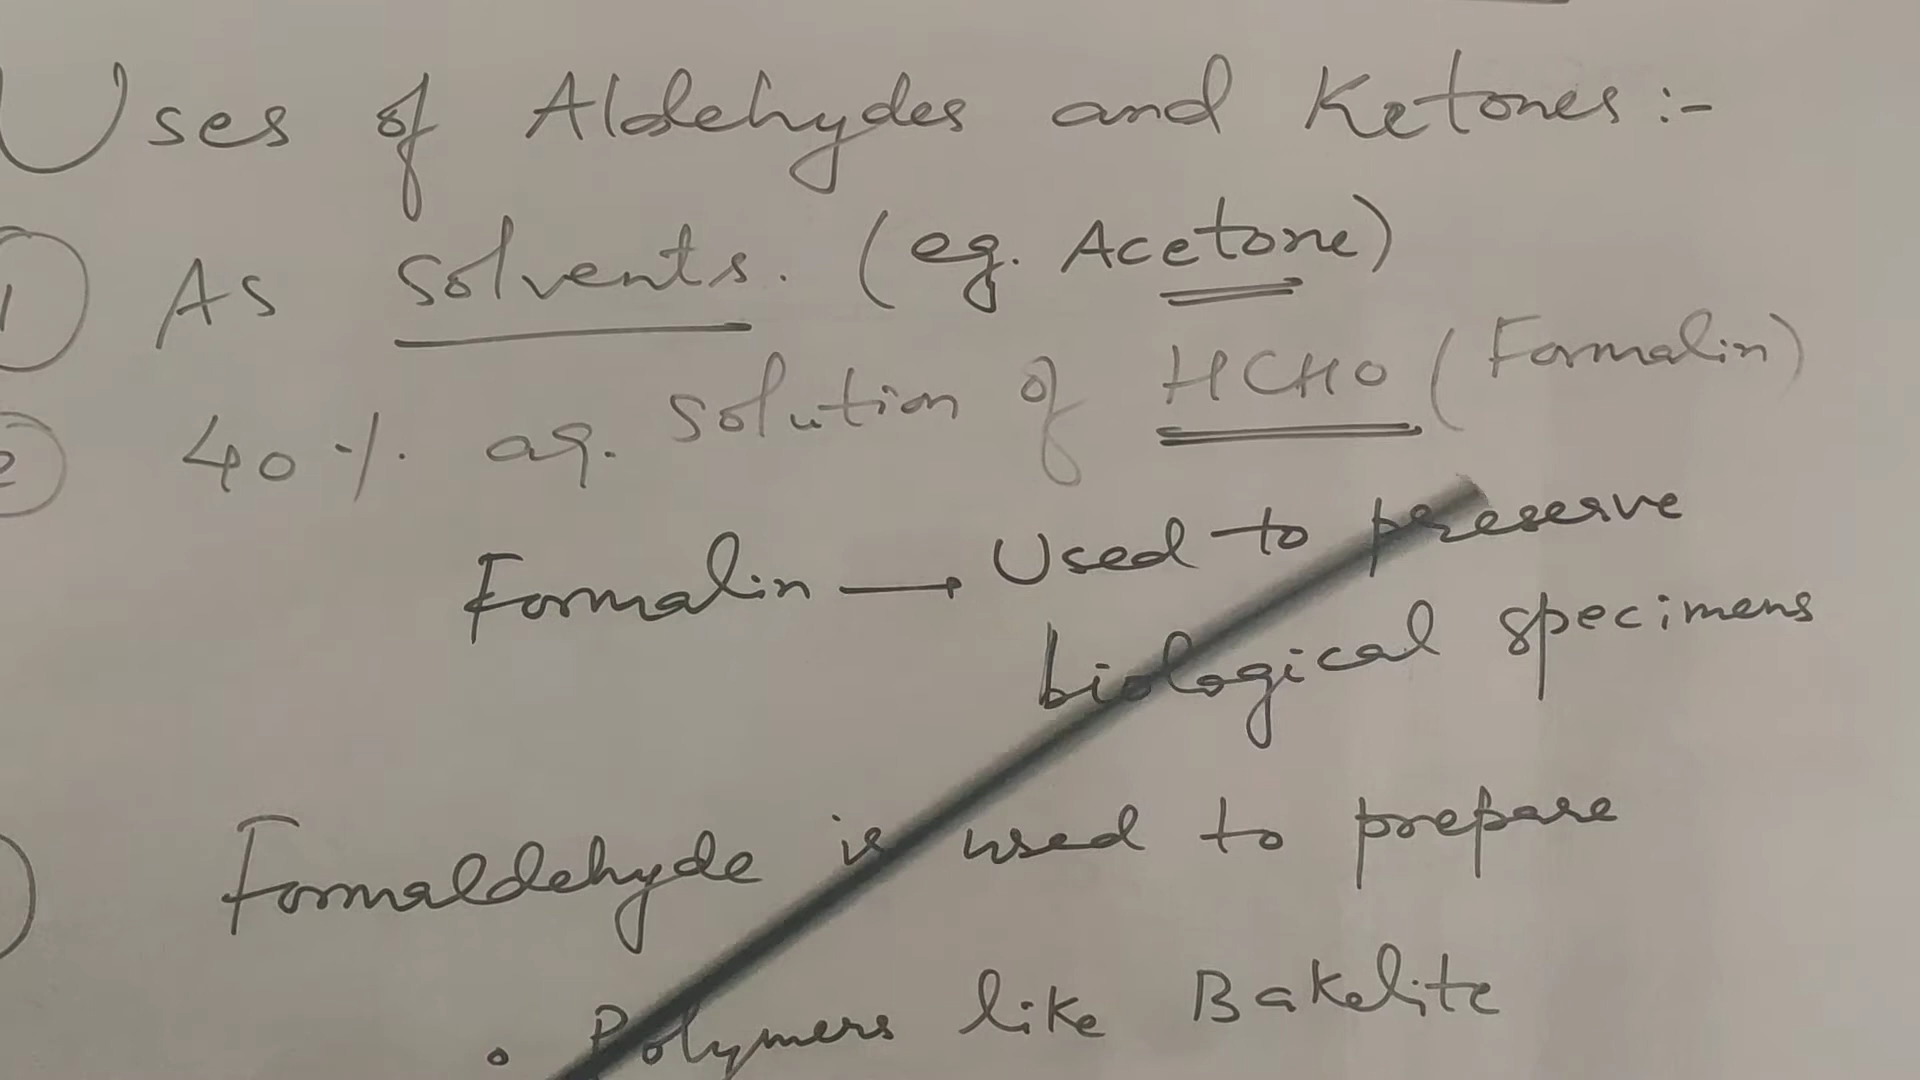 Uses of Aldehydes and Ketones :-
① As solvents. (eg. Acetone)
② 40 % aq. solution of HCHO (Formalin)
Formalin → Used to preserve
biological specimens
Formaldehyde is used to prepare
• Polymers like Bakelite